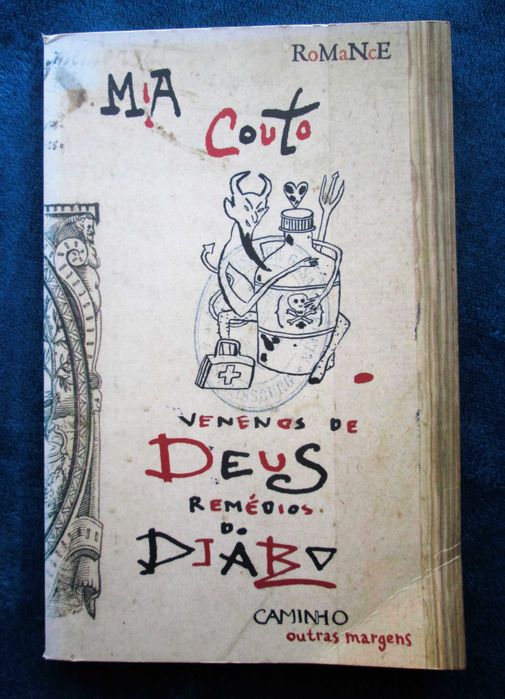 RoMaNcE
MiA
Couto
VENENOS DE
DEUS
REMÉDIOS
DO
DIABO
CAMINHO
outras margens